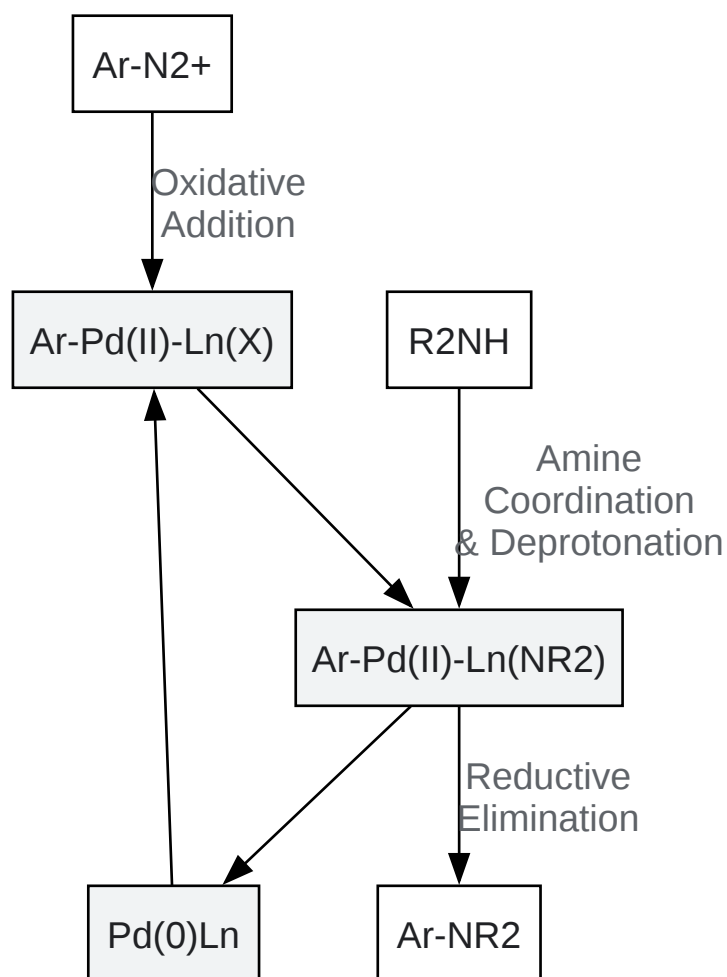 Ar-N2+
Oxidative
Addition
Ar-Pd(II)-Ln(X)
R2NH
Amine
Coordination
& Deprotonation
Ar-Pd(II)-Ln(NR2)
Reductive
Elimination
Pd(0)Ln
Ar-NR2